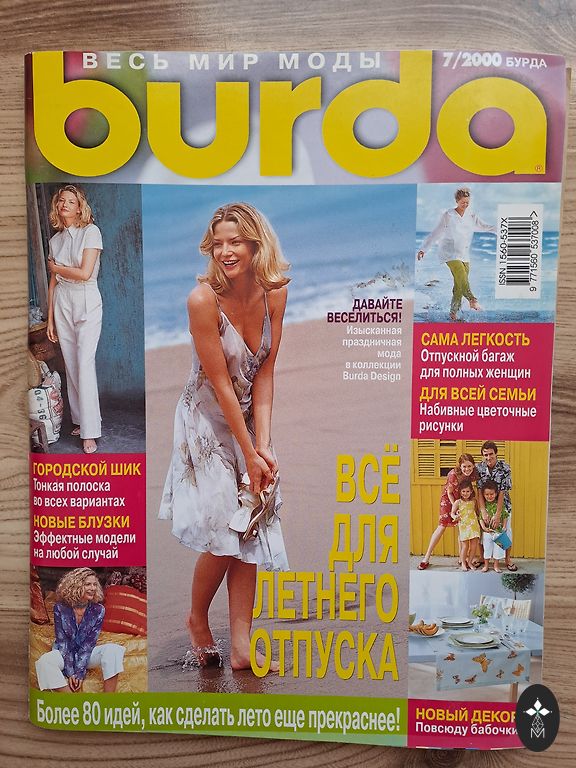 ВЕСЬ МИР МОДЫ
7/2000 БУРДА
burda
®
ДАВАЙТЕ
ВЕСЕЛИТЬСЯ!
Изысканная
праздничная
мода
в коллекции
Burda Design
ISSN 1560-537X
9 771560 537008 >
САМА ЛЕГКОСТЬ
Отпускной багаж
для полных женщин
ДЛЯ ВСЕЙ СЕМЬИ
Набивные цветочные
рисунки
ГОРОДСКОЙ ШИК
Тонкая полоска
во всех вариантах
НОВЫЕ БЛУЗКИ
Эффектные модели
на любой случай
ВСЁ
ДЛЯ
ЛЕТНЕГО
ОТПУСКА
Более 80 идей, как сделать лето еще прекраснее!
НОВЫЙ ДЕКОР
Повсюду бабочки
M